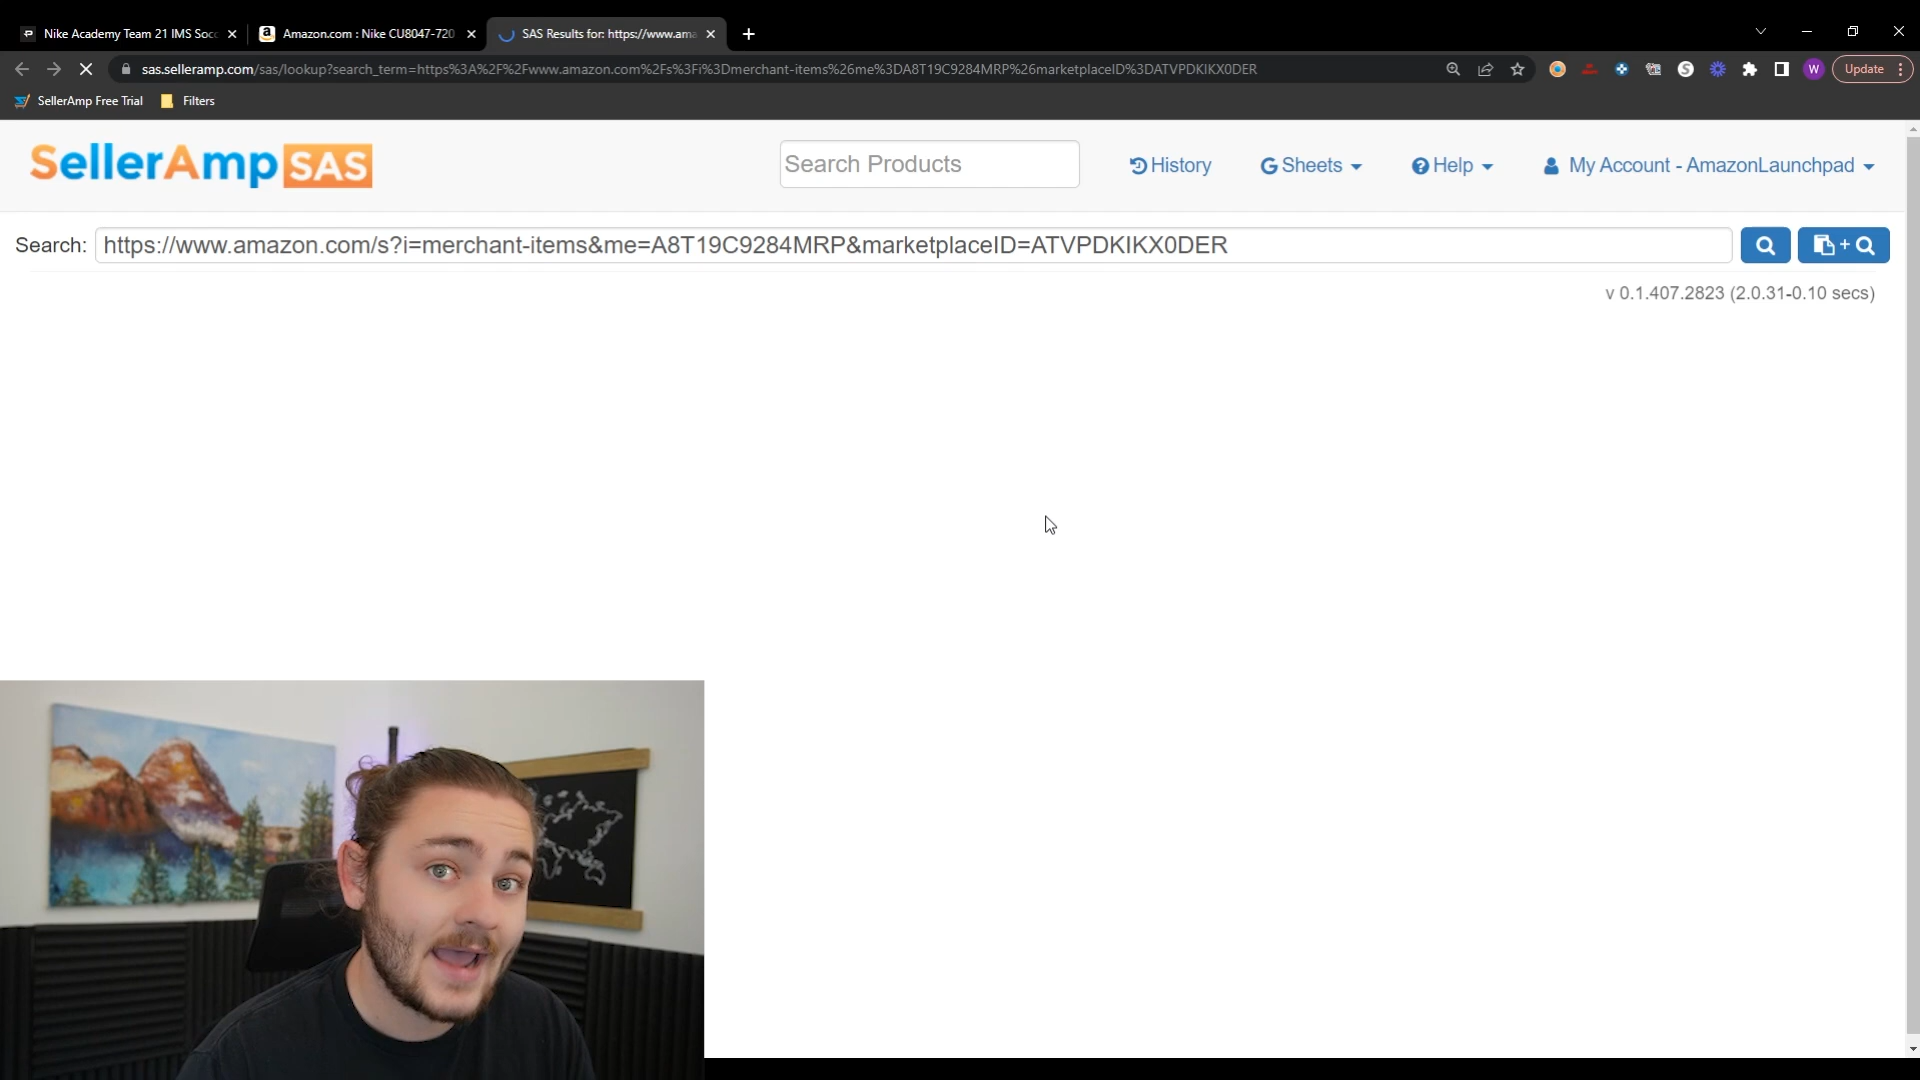 Nike Academy Team 21 IMS Socc
Amazon.com : Nike CU8047-720
SAS Results for: https://www.ama
sas.selleramp.com/sas/lookup?search_term=https%3A%2F%2Fwww.amazon.com%2Fs%3Fi%3Dmerchant-items%26me%3DA8T19C9284MRP%26marketplaceID%3DATVPDKIKX0DER
W
Update
SellerAmp Free Trial
Filters
SellerAmp SAS
Search Products
History
G Sheets
Help
My Account - AmazonLaunchpad
Search:
https://www.amazon.com/s?i=merchant-items&me=A8T19C9284MRP&marketplaceID=ATVPDKIKX0DER
+
v 0.1.407.2823 (2.0.31-0.10 secs)